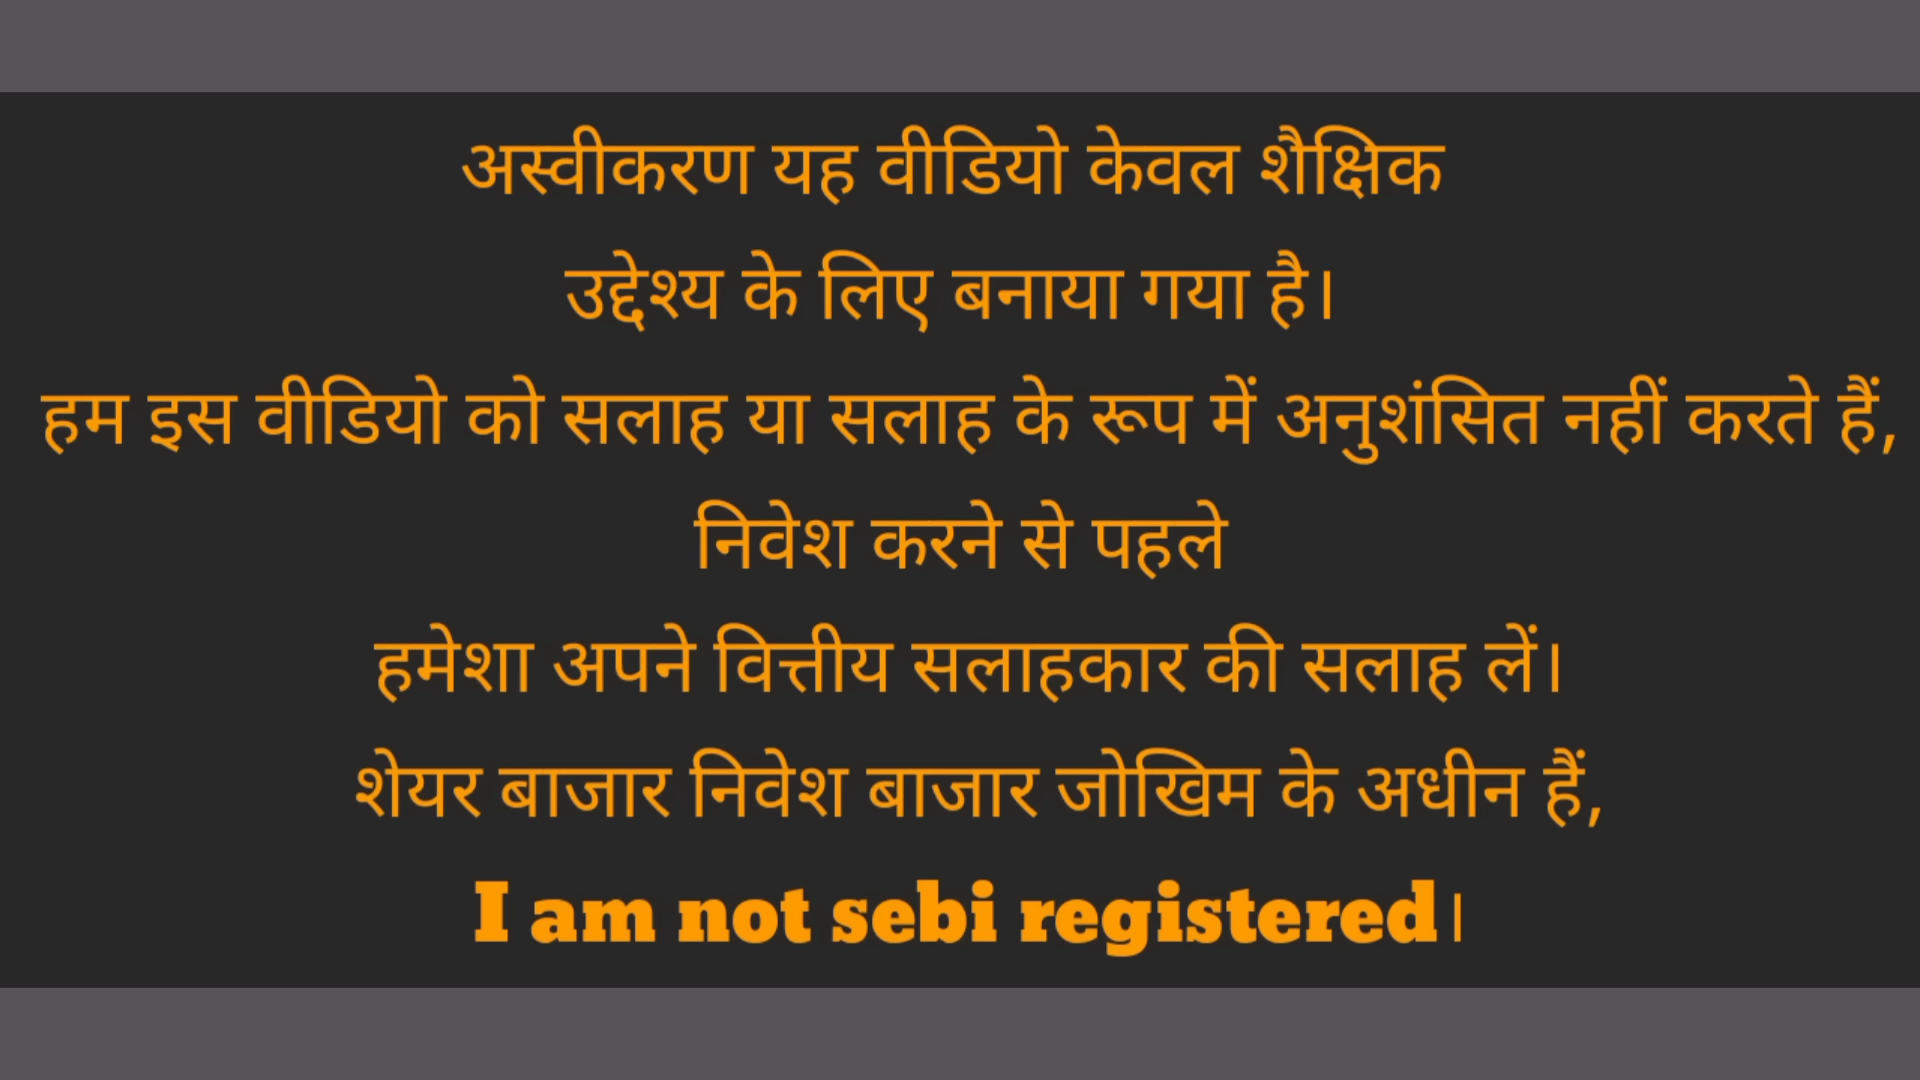 अस्वीकरण यह वीडियो केवल शैक्षिक
उद्देश्य के लिए बनाया गया है।
हम इस वीडियो को सलाह या सलाह के रूप में अनुशंसित नहीं करते हैं,
निवेश करने से पहले
हमेशा अपने वित्तीय सलाहकार की सलाह लें।
शेयर बाजार निवेश बाजार जोखिम के अधीन हैं,
I am not sebi registered।